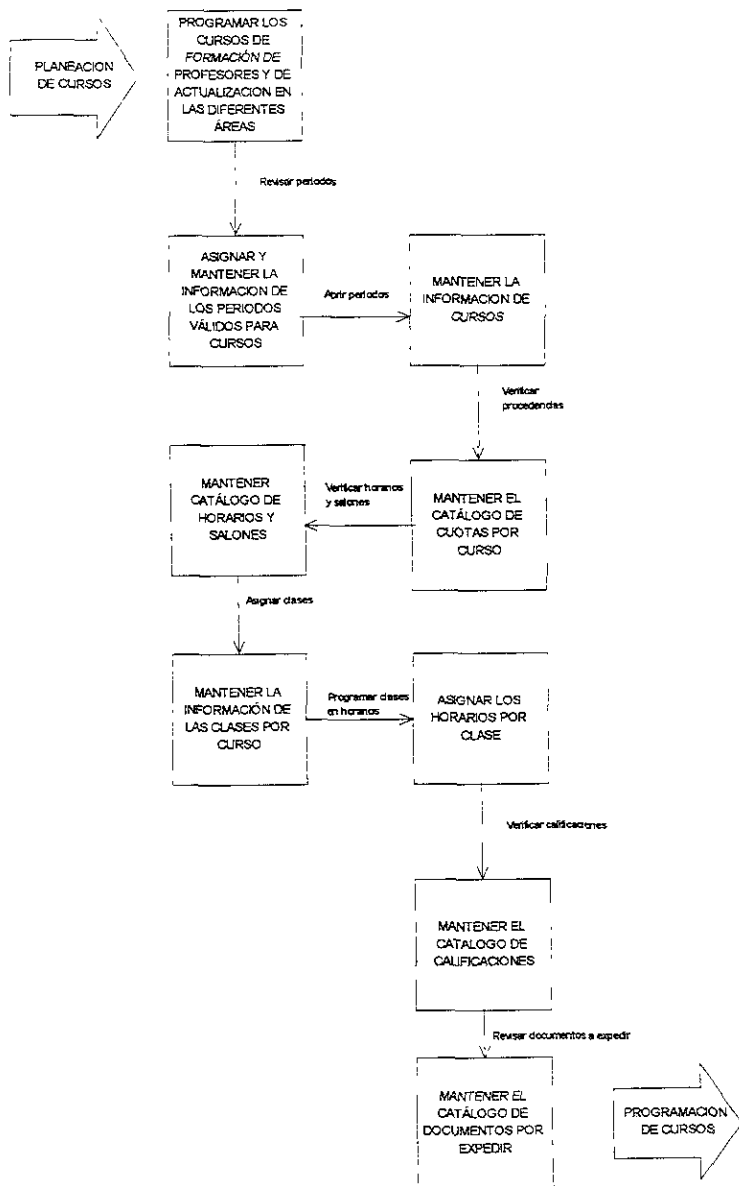 PLANEACION
DE CURSOS
PROGRAMAR LOS
CURSOS DE
FORMACIÓN DE
PROFESORES Y DE
ACTUALIZACION EN
LAS DIFERENTES
ÁREAS
Revisar periodos
ASIGNAR Y
MANTENER LA
INFORMACION DE
LOS PERIODOS
VÁLIDOS PARA
CURSOS
Abrir periodos
MANTENER LA
INFORMACION DE
CURSOS
Verificar
procedencias
MANTENER EL
CATÁLOGO DE
CUOTAS POR
CURSO
Verificar horarios
y salones
MANTENER
CATÁLOGO DE
HORARIOS Y
SALONES
Asignar clases
MANTENER LA
INFORMACIÓN DE
LAS CLASES POR
CURSO
Programar clases
en horarios
ASIGNAR LOS
HORARIOS POR
CLASE
Verificar calificaciones
MANTENER EL
CATALOGO DE
CALIFICACIONES
Revisar documentos a expedir
MANTENER EL
CATÁLOGO DE
DOCUMENTOS POR
EXPEDIR
PROGRAMACION
DE CURSOS